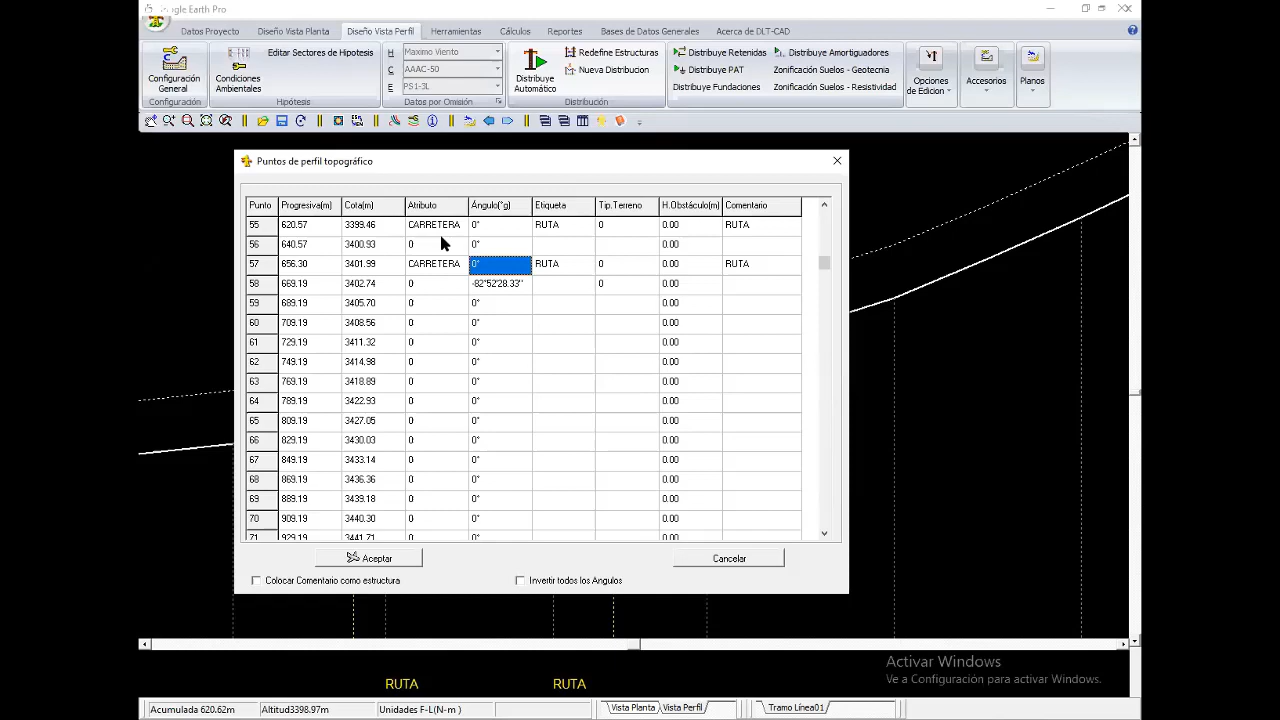 gle Earth Pro
Datos Proyecto Diseño Vista Planta Diseño Vista Perfil Herramientas Cálculos Reportes Bases de Datos Generales Acerca de DLT-CAD
Configuración General
Configuración
Condiciones Ambientales
Editar Sectores de Hipotesis
Hipótesis
H Maximo Viento
C AAAC-50
E PS1-3L
Datos por Omisión
Distribuye Automático
Redefine Estructuras
Nueva Distribucion
Distribución
Distribuye Retenidas
Distribuye PAT
Distribuye Fundaciones
Distribuye Amortiguadores
Zonificación Suelos - Geotecnia
Zonificación Suelos - Resistividad
Opciones de Edicion
Accesorios
Planos
Puntos de perfil topográfico
Punto Progresiva(m) Cota(m) Atributo Ángulo(°g) Etiqueta Tip.Terreno H.Obstáculo(m) Comentario
55 620.57 3399.46 CARRETERA 0° RUTA 0 0.00 RUTA
56 640.57 3400.93 0 0° 0.00
57 656.30 3401.99 CARRETERA 0° RUTA 0 0.00 RUTA
58 669.19 3402.74 0 -82°52'28.33'' 0 0.00
59 689.19 3405.70 0 0° 0.00
60 709.19 3408.56 0 0° 0.00
61 729.19 3411.32 0 0° 0.00
62 749.19 3414.98 0 0° 0.00
63 769.19 3418.89 0 0° 0.00
64 789.19 3422.93 0 0° 0.00
65 809.19 3427.05 0 0° 0.00
66 829.19 3430.03 0 0° 0.00
67 849.19 3433.14 0 0° 0.00
68 869.19 3436.36 0 0° 0.00
69 889.19 3439.18 0 0° 0.00
70 909.19 3440.30 0 0° 0.00
71 929.19 3441.71 0 0° 0.00
Aceptar Cancelar
Colocar Comentario como estructura Invertir todos los Angulos
Activar Windows
Ve a Configuración para activar Windows.
RUTA RUTA
Acumulada 620.62m Altitud3398.97m Unidades F-L(N-m ) Vista Planta Vista Perfil Tramo Línea01